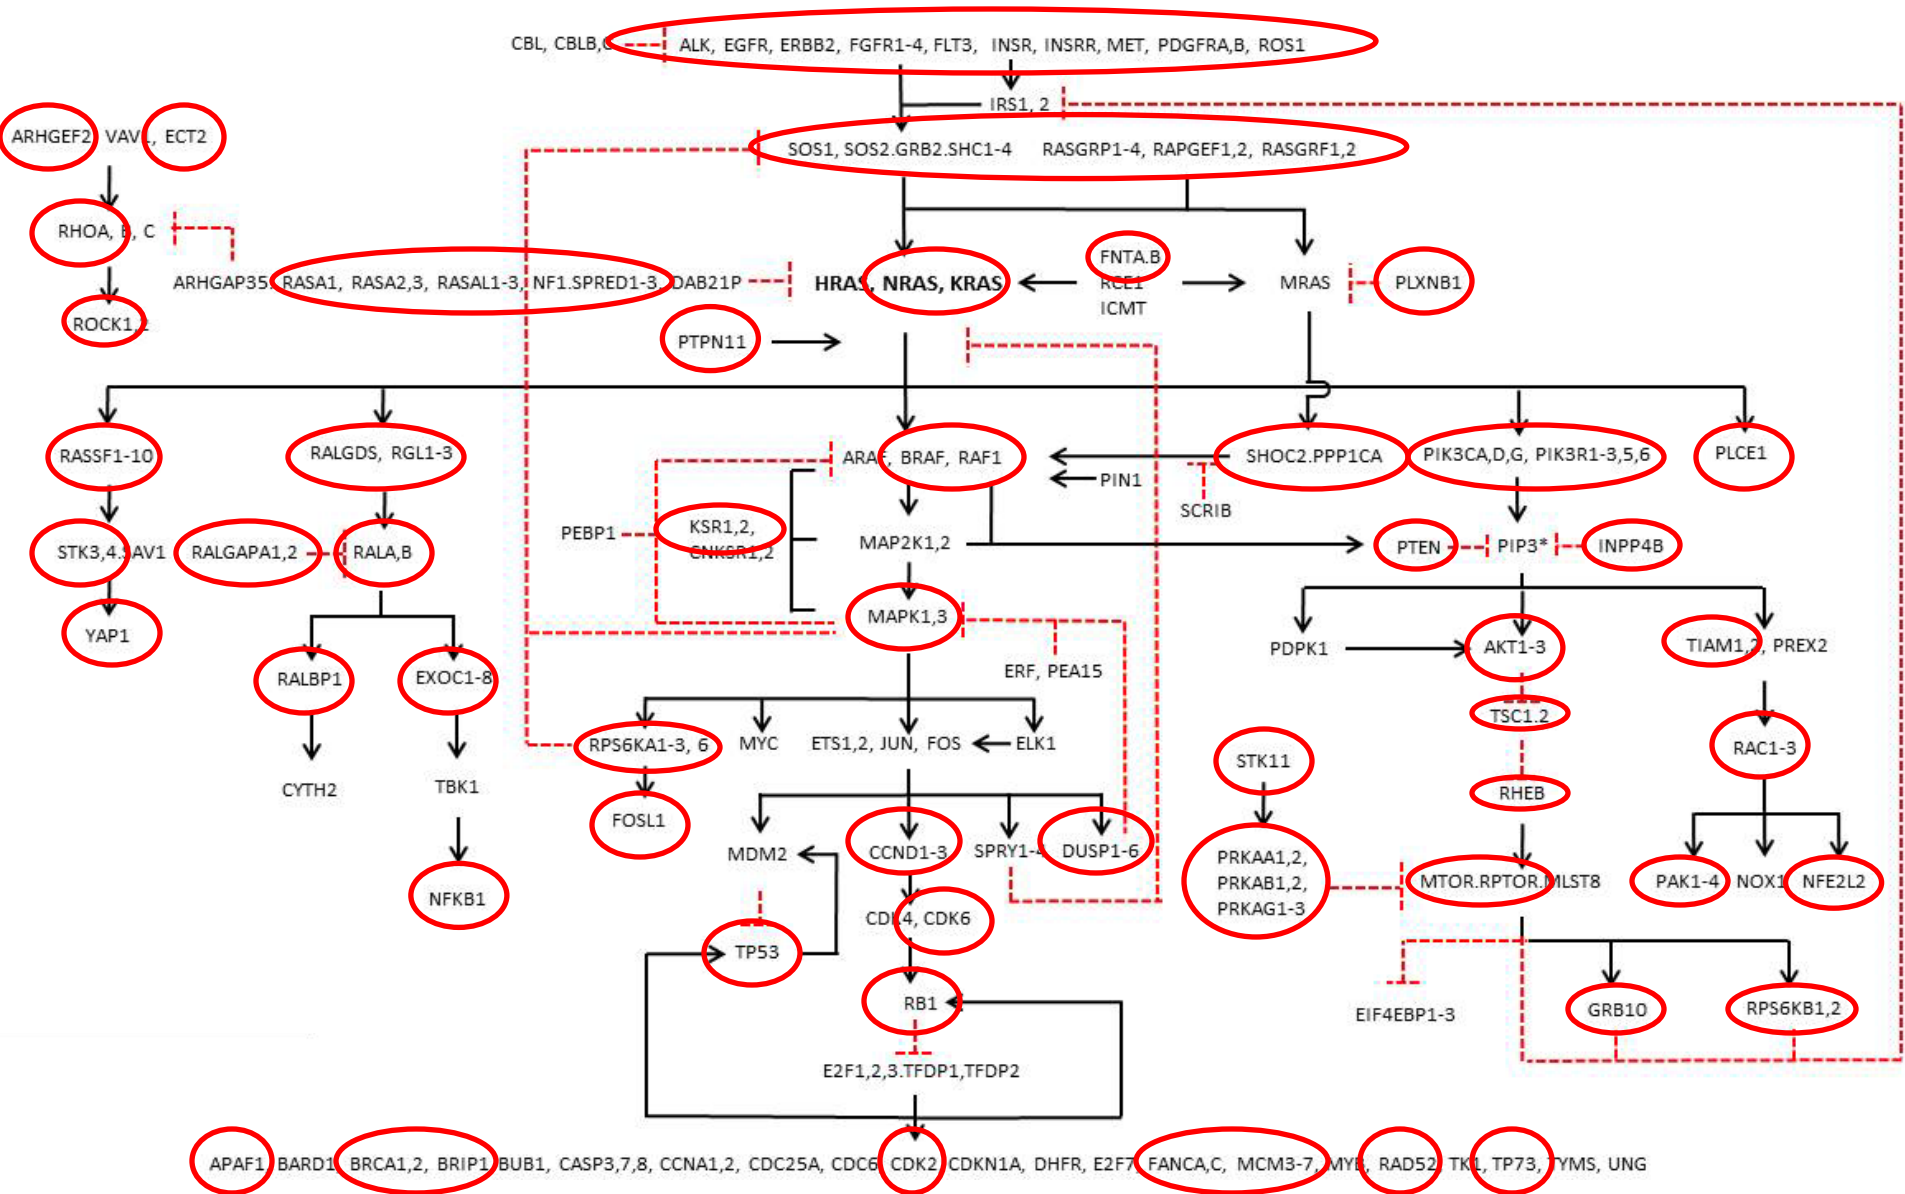 CBL, CBLB,C ALK, EGFR, ERBB2, FGFR1-4, FLT3, INSR, INSRR, MET, PDGFRA,B, ROS1
IRS1, 2
ARHGEF2, VAV1, ECT2
SOS1, SOS2.GRB2.SHC1-4 RASGRP1-4, RAPGEF1,2, RASGRF1,2
RHOA, B, C
FNTA.B
ARHGAP35. RASA1, RASA2,3, RASAL1-3, NF1.SPRED1-3, DAB21P HRAS, NRAS, KRAS RCE1 MRAS PLXNB1
ICMT
ROCK1,2
PTPN11
RASSF1-10 RALGDS, RGL1-3 ARAF, BRAF, RAF1 SHOC2.PPP1CA PIK3CA,D,G, PIK3R1-3,5,6 PLCE1
PIN1
SCRIB
PEBP1 KSR1,2,
CNKSR1,2
STK3,4.SAV1 RALGAPA1,2 RALA,B MAP2K1,2 PTEN PIP3* INPP4B
YAP1 MAPK1,3
PDPK1 AKT1-3 TIAM1,2, PREX2
RALBP1 EXOC1-8 ERF, PEA15
TSC1.2
RPS6KA1-3, 6 MYC ETS1,2, JUN, FOS ELK1 RAC1-3
STK11
CYTH2 TBK1 RHEB
FOSL1
MDM2 CCND1-3 SPRY1-4 DUSP1-6
PRKAA1,2,
PRKAB1,2,
PRKAG1-3
MTOR.RPTOR.MLST8 PAK1-4 NOX1 NFE2L2
NFKB1
CDK4, CDK6
TP53
RB1
EIF4EBP1-3 GRB10 RPS6KB1,2
E2F1,2,3.TFDP1,TFDP2
APAF1, BARD1, BRCA1,2, BRIP1, BUB1, CASP3,7,8, CCNA1,2, CDC25A, CDC6, CDK2, CDKN1A, DHFR, E2F7, FANCA,C, MCM3-7, MYB, RAD52, TK1, TP73, TYMS, UNG